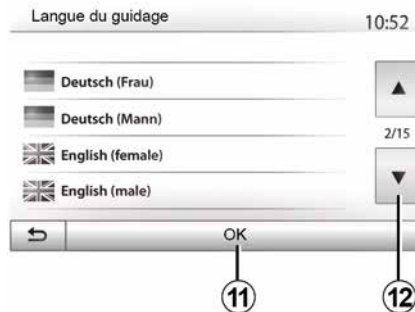 Langue du guidage
10:52
Deutsch (Frau)
Deutsch (Mann)
2/15
English (female)
English (male)
OK
11
12